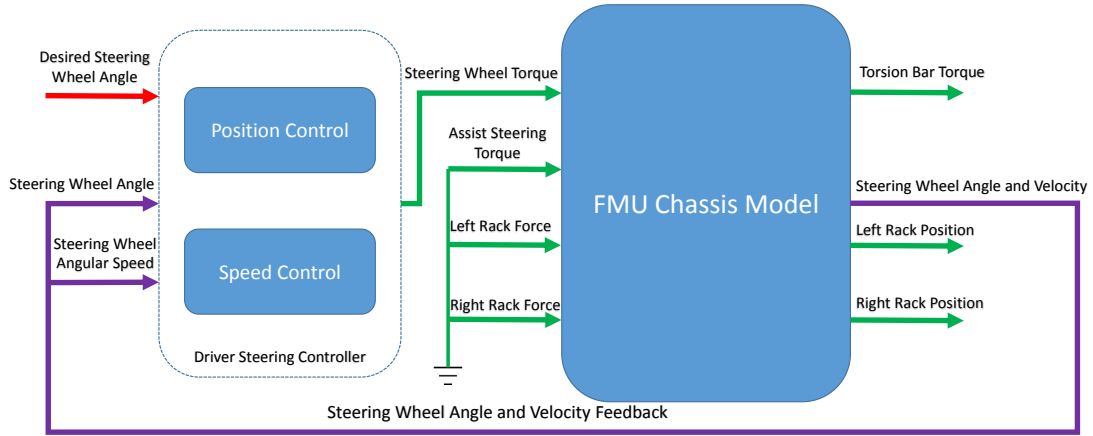 Desired Steering
Wheel Angle
Position Control
Steering Wheel Angle
Steering Wheel
Angular Speed
Speed Control
Driver Steering Controller
Steering Wheel Torque
Assist Steering
Torque
Left Rack Force
Right Rack Force
FMU Chassis Model
Torsion Bar Torque
Steering Wheel Angle and Velocity
Left Rack Position
Right Rack Position
Steering Wheel Angle and Velocity Feedback